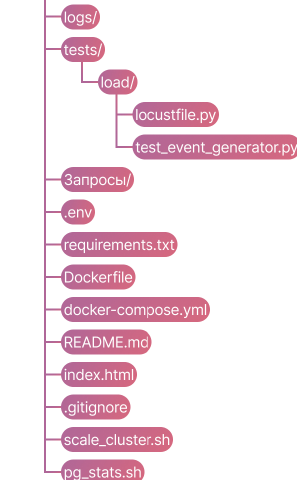 logs/
tests/
load/
locustfile.py
test_event_generator.py
Запросы/
.env
requirements.txt
Dockerfile
docker-compose.yml
README.md
index.html
.gitignore
scale_cluster.sh
pg_stats.sh